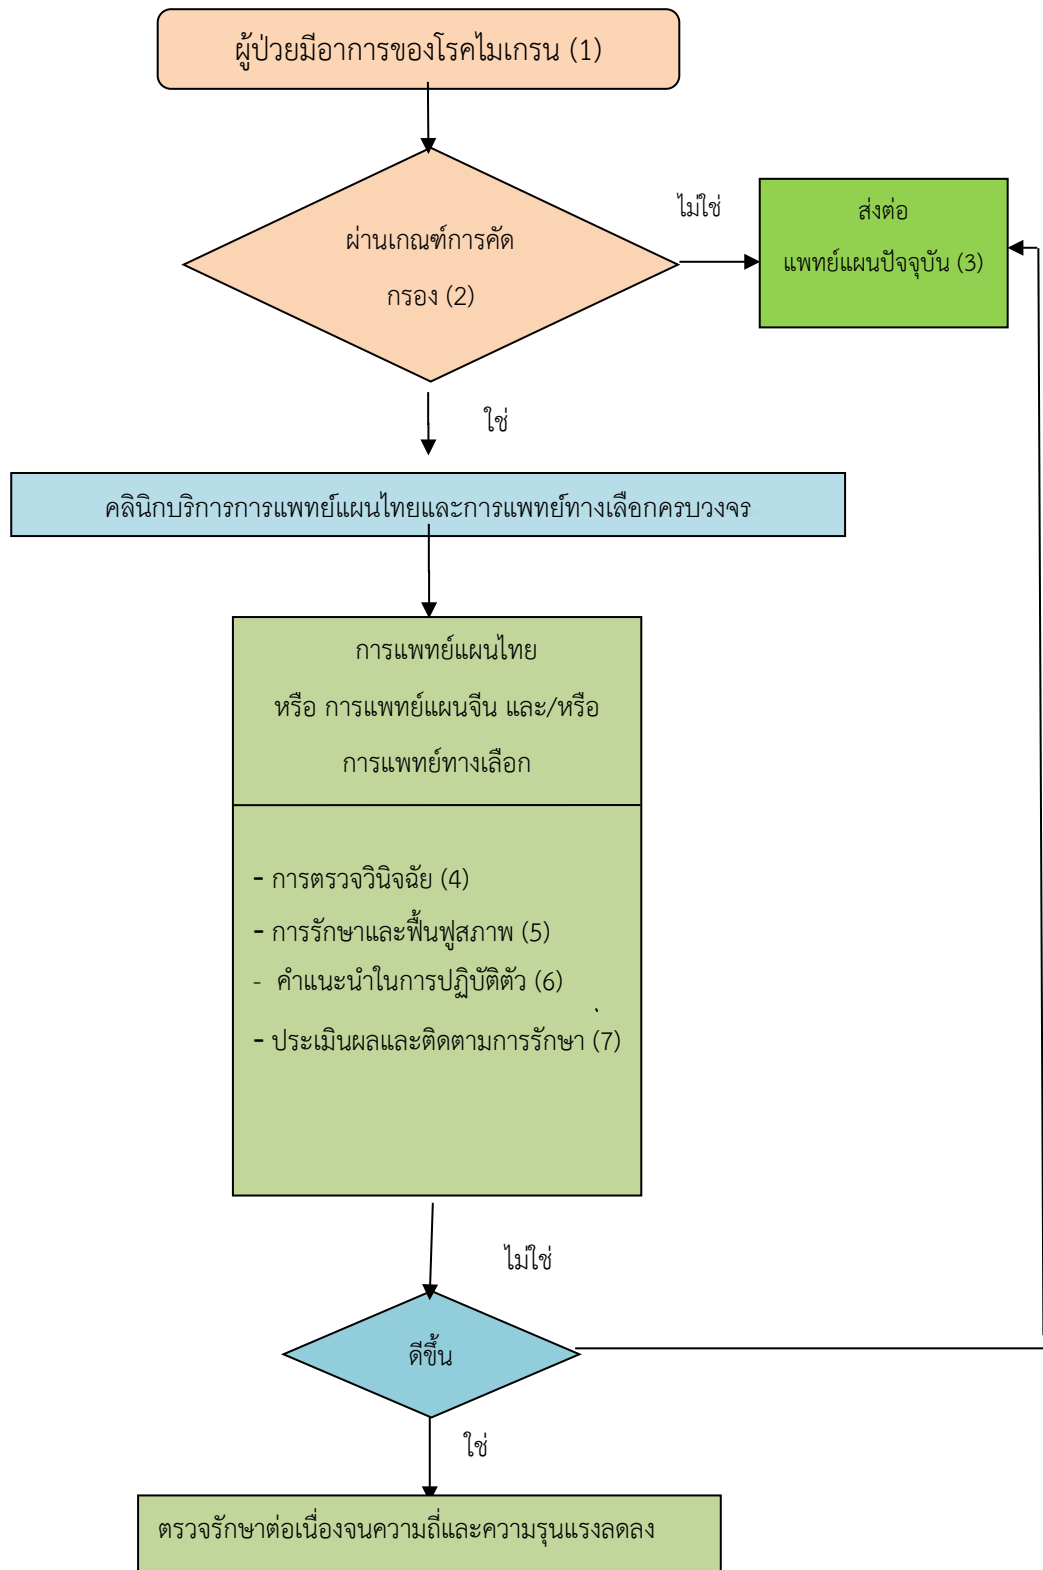 ผู้ป่วยมีอาการของโรคไมเกรน (1)
ผ่านเกณฑ์การคัด
กรอง (2)
ไม่ใช่
ส่งต่อ
แพทย์แผนปัจจุบัน (3)
ใช่
คลินิกบริการการแพทย์แผนไทยและการแพทย์ทางเลือกครบวงจร
การแพทย์แผนไทย
หรือ การแพทย์แผนจีน และ/หรือ
การแพทย์ทางเลือก
- การตรวจวินิจฉัย (4)
- การรักษาและฟื้นฟูสภาพ (5)
- คำแนะนำในการปฏิบัติตัว (6)
- ประเมินผลและติดตามการรักษา (7)
ไม่ใช่
ดีขึ้น
ใช่
ตรวจรักษาต่อเนื่องจนความถี่และความรุนแรงลดลง